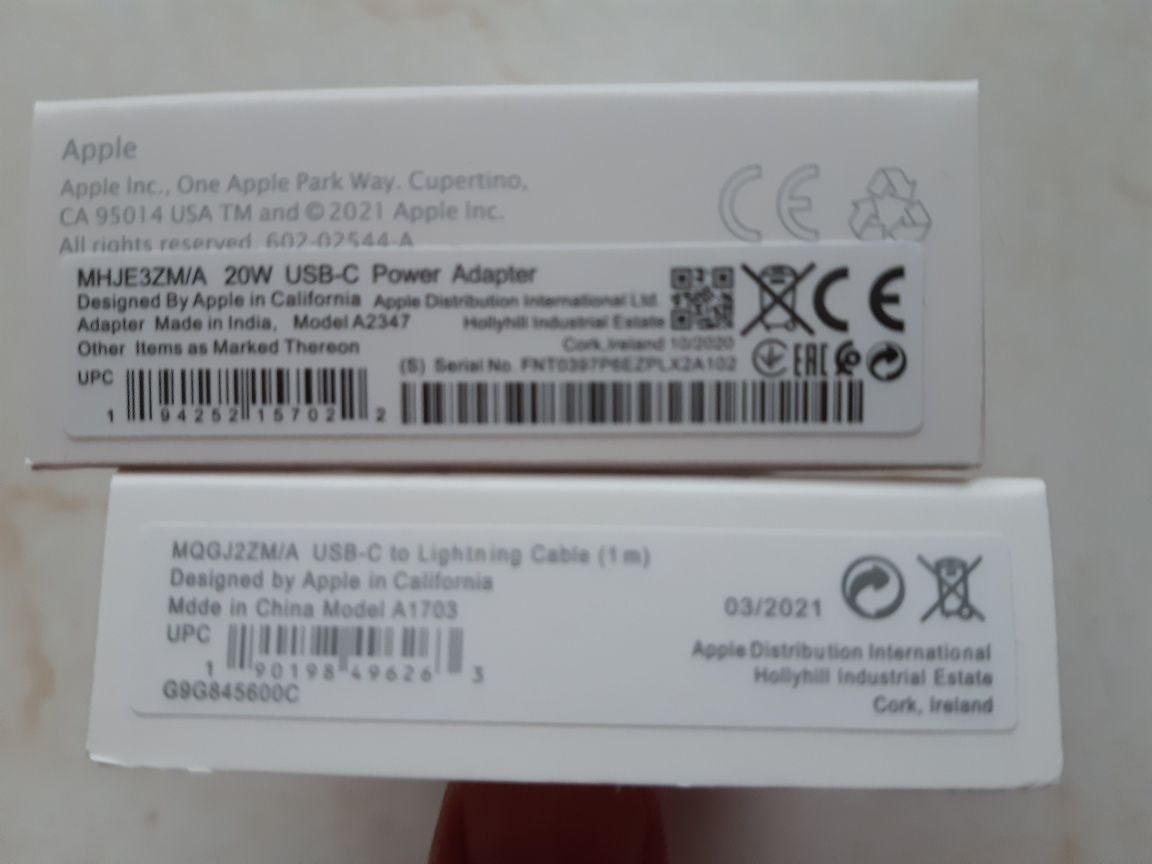 Apple
Apple Inc., One Apple Park Way. Cupertino,
CA 95014 USA TM and © 2021 Apple Inc.
All rights reserved. 602-02544-A
CE
MHJE3ZM/A 20W USB-C Power Adapter
Designed By Apple in California Apple Distribution International Ltd.
Adapter Made in India, Model A2347 Hollyhill Industrial Estate
Other Items as Marked Thereon Cork, Ireland 10/2020
(S) Serial No. FNT0397P6EZPLX2A102
CE
EAC
UPC
1 94252 15702 2
MQGJ2ZM/A USB-C to Lightning Cable (1 m)
Designed by Apple in California
Mdde in China Model A1703
UPC
1 90198 49626 3
G9G845600C
03/2021
Apple Distribution International
Hollyhill Industrial Estate
Cork, Ireland